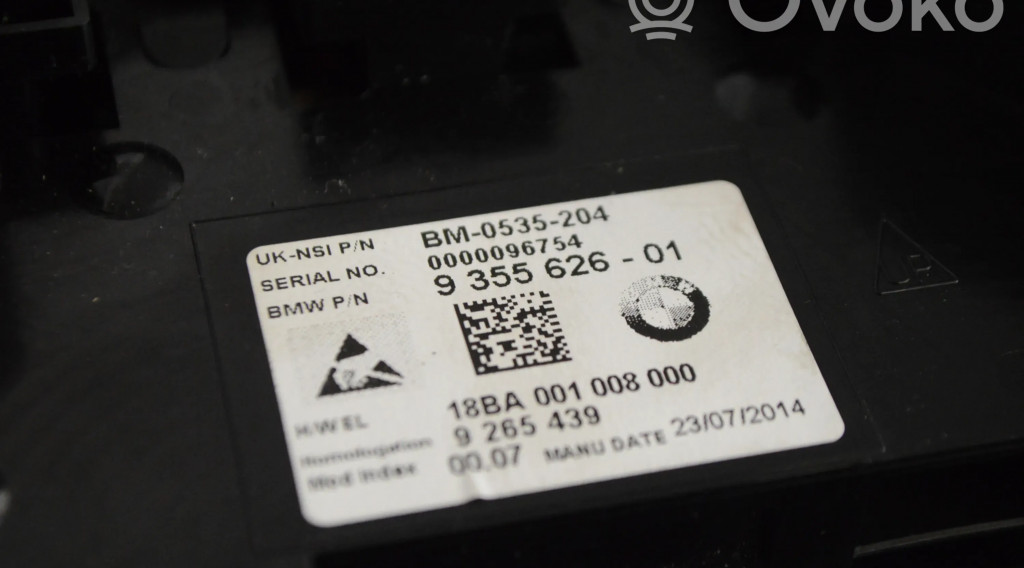 Ovoko
UK-NSI P/N BM-0535-204
SERIAL NO. 0000096754
BMW P/N 9 355 626 - 01
H/W EL 18BA 001 008 000
Homologation 9 265 439
Mod Index 00.07 MANU DATE 23/07/2014